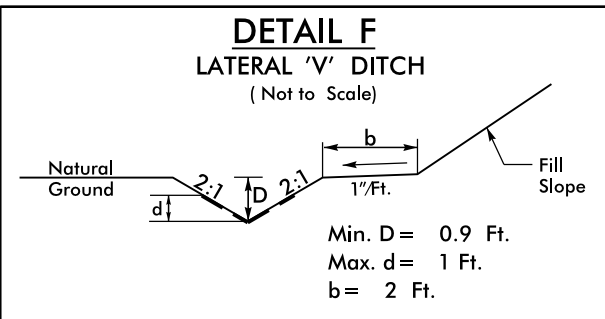 DETAIL F
LATERAL 'V' DITCH
( Not to Scale)
b
Natural
Ground
2:1
D
2:1
1"/Ft.
Fill
Slope
d
Min. D = 0.9 Ft.
Max. d = 1 Ft.
b = 2 Ft.